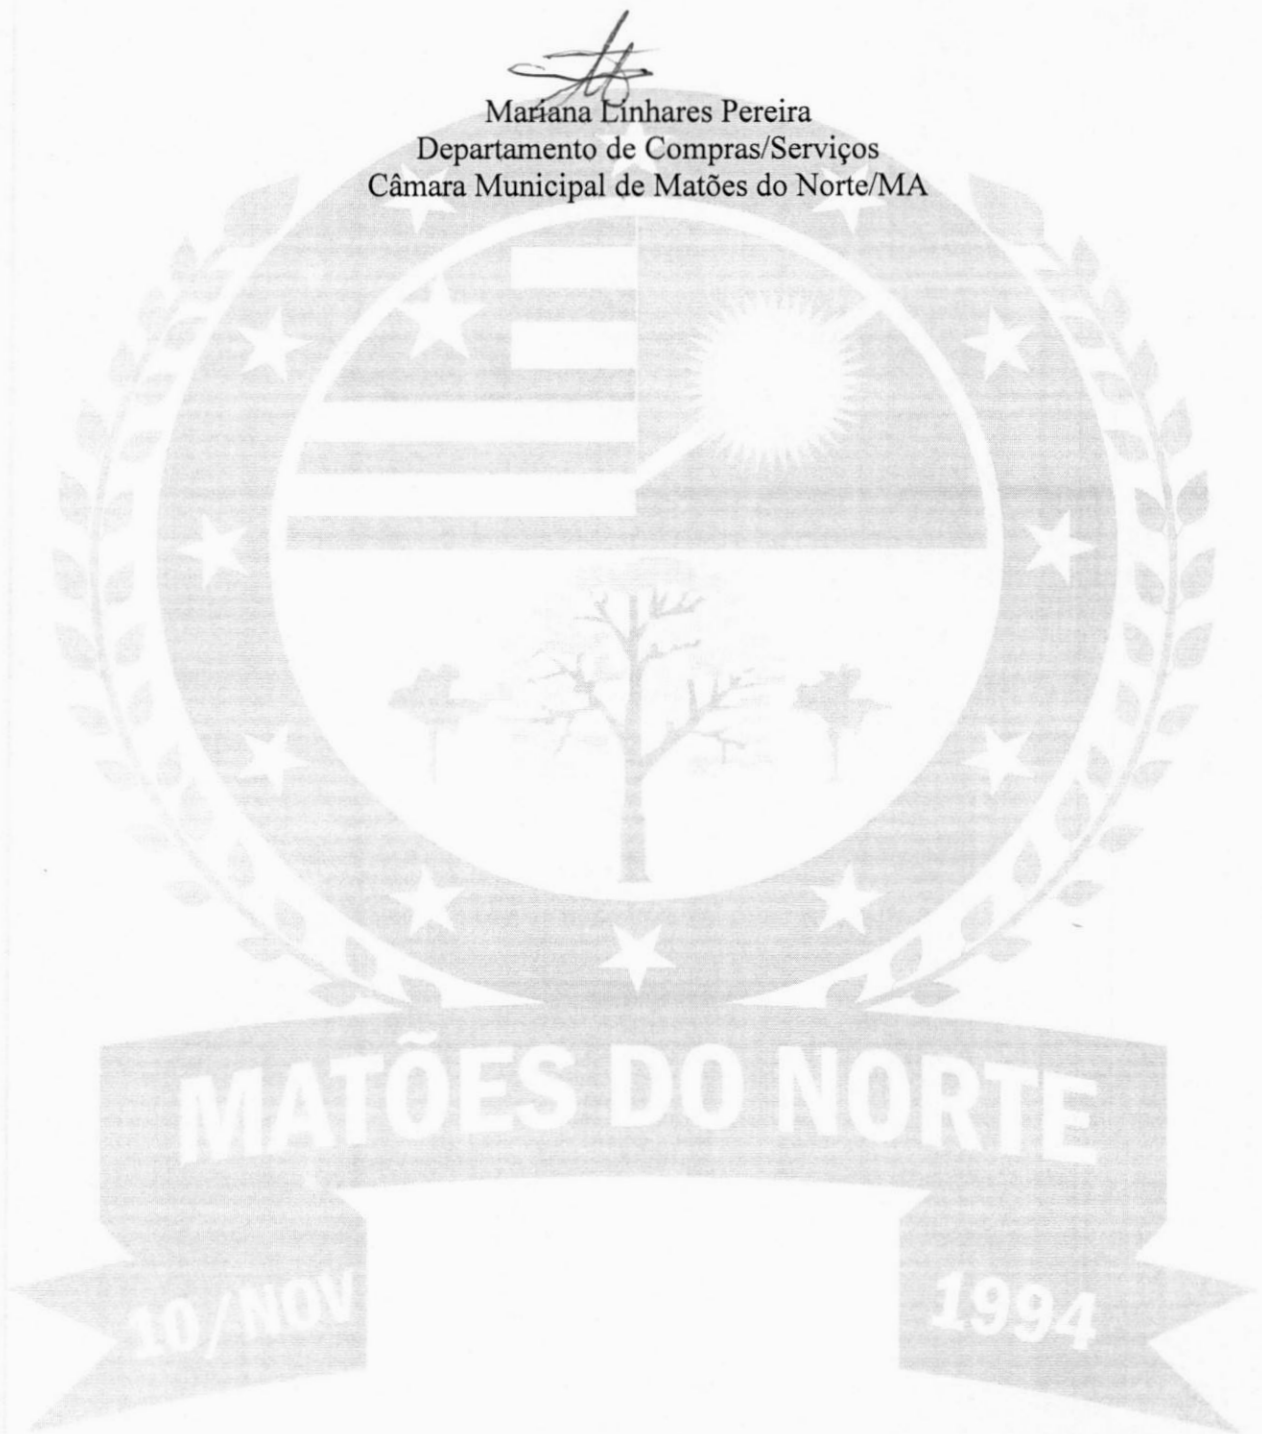 Mariana Linhares Pereira
Departamento de Compras/Serviços
Câmara Municipal de Matões do Norte/MA
MATÕES DO NORTE
10/NOV
1994